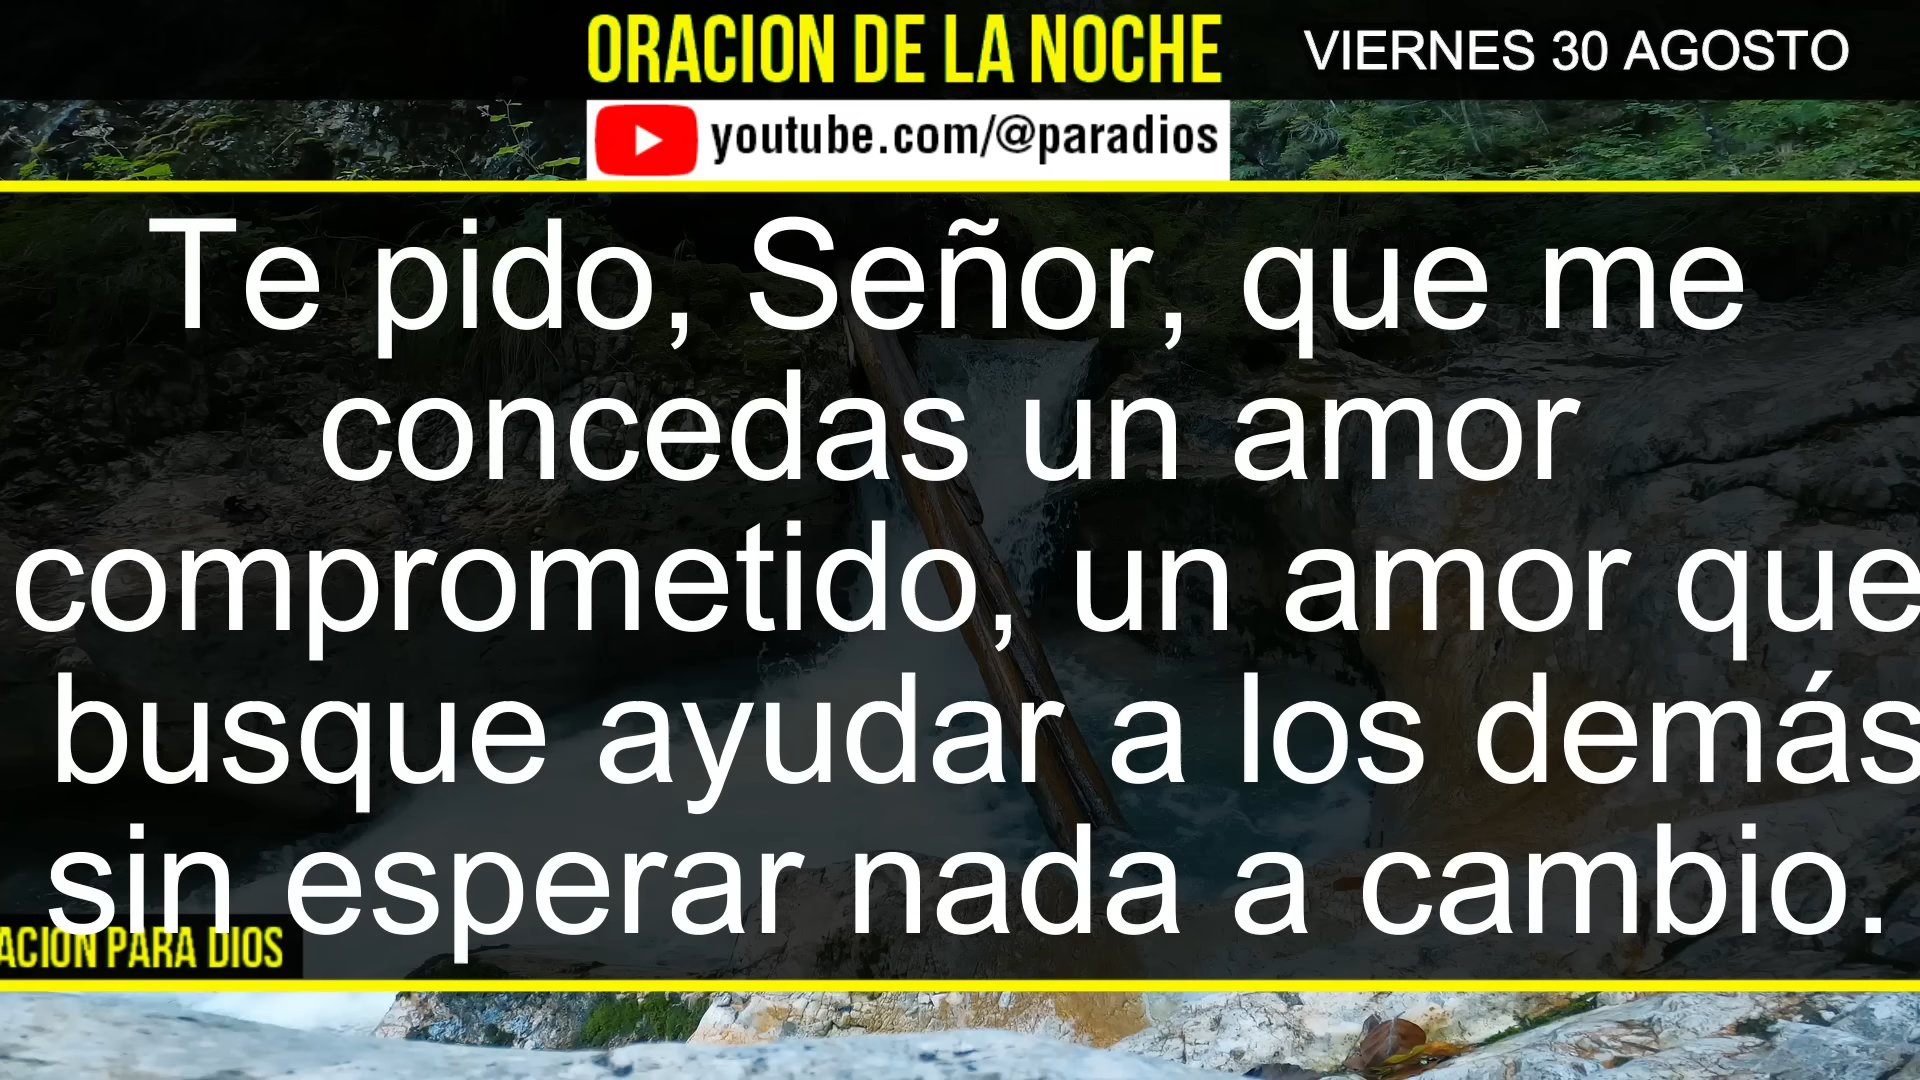 ORACION DE LA NOCHE
VIERNES 30 AGOSTO
youtube.com/@paradios
Te pido, Señor, que me
concedas un amor
comprometido, un amor que
busque ayudar a los demás
sin esperar nada a cambio.
ACION PARA DIOS